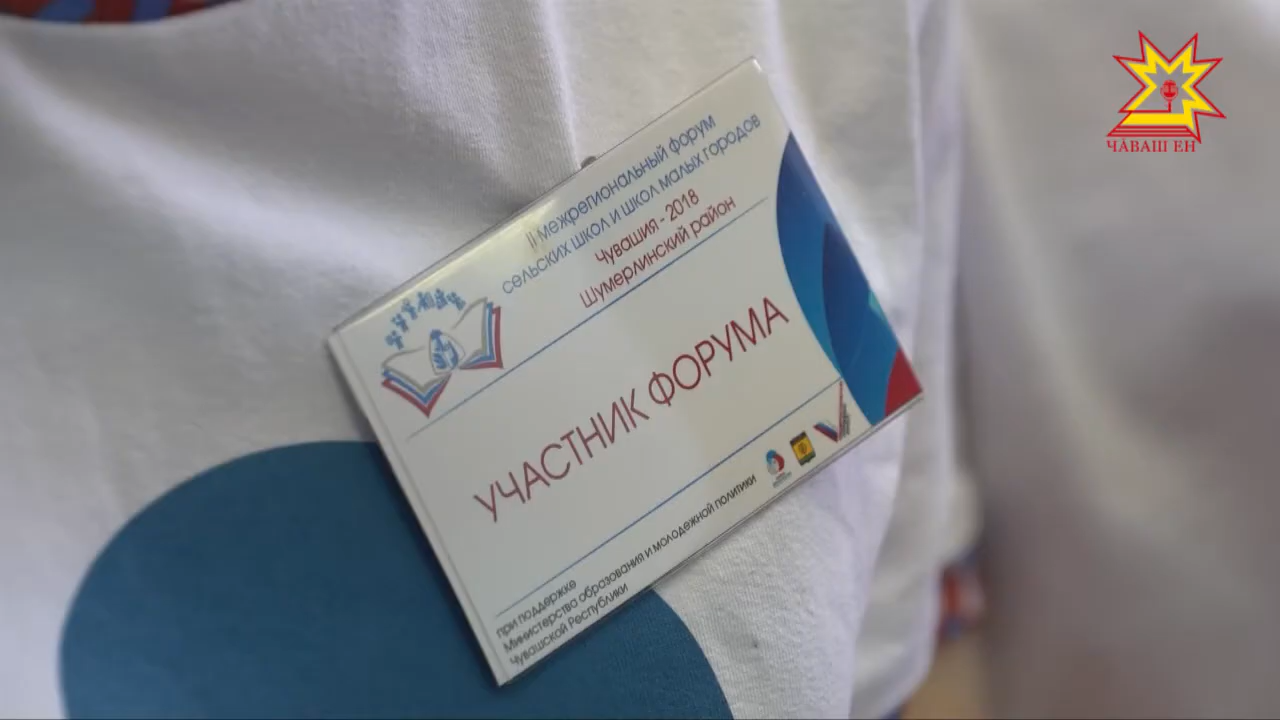 ЧӐВАШ ЕН
II межрегиональный форум
сельских школ и школ малых городов
Чувашия - 2018
Шумерлинский район
УЧАСТНИК ФОРУМА
при поддержке
Министерства образования и молодежной политики
Чувашской Республики